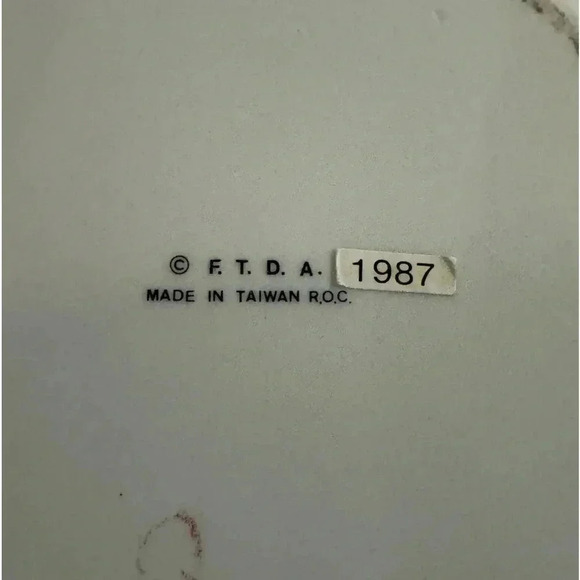 © F. T. D. A. 1987
MADE IN TAIWAN R.O.C.